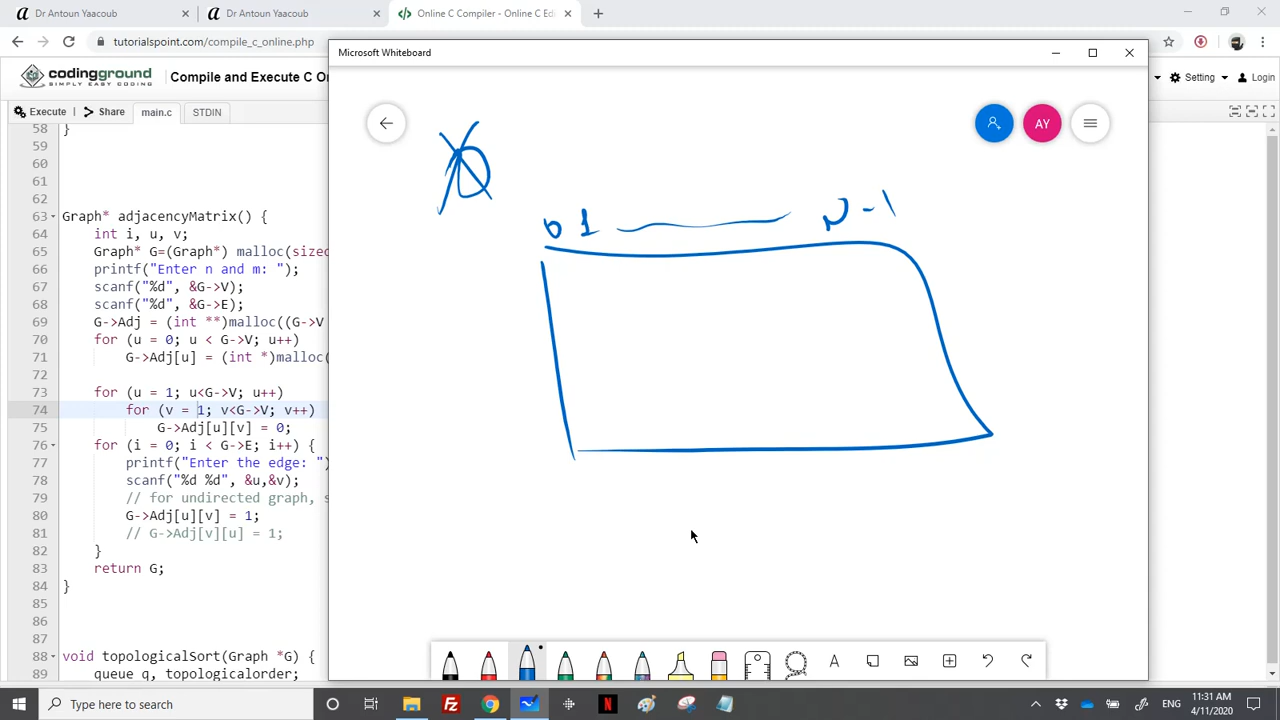 Dr Antoun Yaacoub
Dr Antoun Yaacoub
Online C Compiler - Online C Edi
tutorialspoint.com/compile_c_online.php
Microsoft Whiteboard
codingground
SIMPLY EASY CODING
Compile and Execute C On
Setting
Login
Execute
Share
main.c
STDIN
AY
0 1
N-1
58 }
59
60
61
62
63 Graph* adjacencyMatrix() {
64 int i, u, v;
65 Graph* G=(Graph*) malloc(sizeo
66 printf("Enter n and m: ");
67 scanf("%d", &G->V);
68 scanf("%d", &G->E);
69 G->Adj = (int **)malloc((G->V
70 for (u = 0; u < G->V; u++)
71 G->Adj[u] = (int *)malloc(
72
73 for (u = 1; u<G->V; u++)
74 for (v = 1; v<G->V; v++)
75 G->Adj[u][v] = 0;
76 for (i = 0; i < G->E; i++) {
77 printf("Enter the edge: ")
78 scanf("%d %d", &u,&v);
79 // for undirected graph, s
80 G->Adj[u][v] = 1;
81 // G->Adj[v][u] = 1;
82 }
83 return G;
84 }
85
86
87
88 void topologicalSort(Graph *G) {
89 queue q, topologicalorder;
A
Type here to search
ENG
11:31 AM
4/11/2020